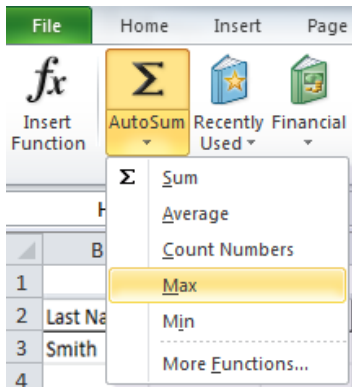 File Home Insert Page
fx Σ
Insert Function AutoSum Recently Used Financial
Σ Sum
Average
B
Count Numbers
1 Max
2 Last Na Min
3 Smith
More Functions...
4